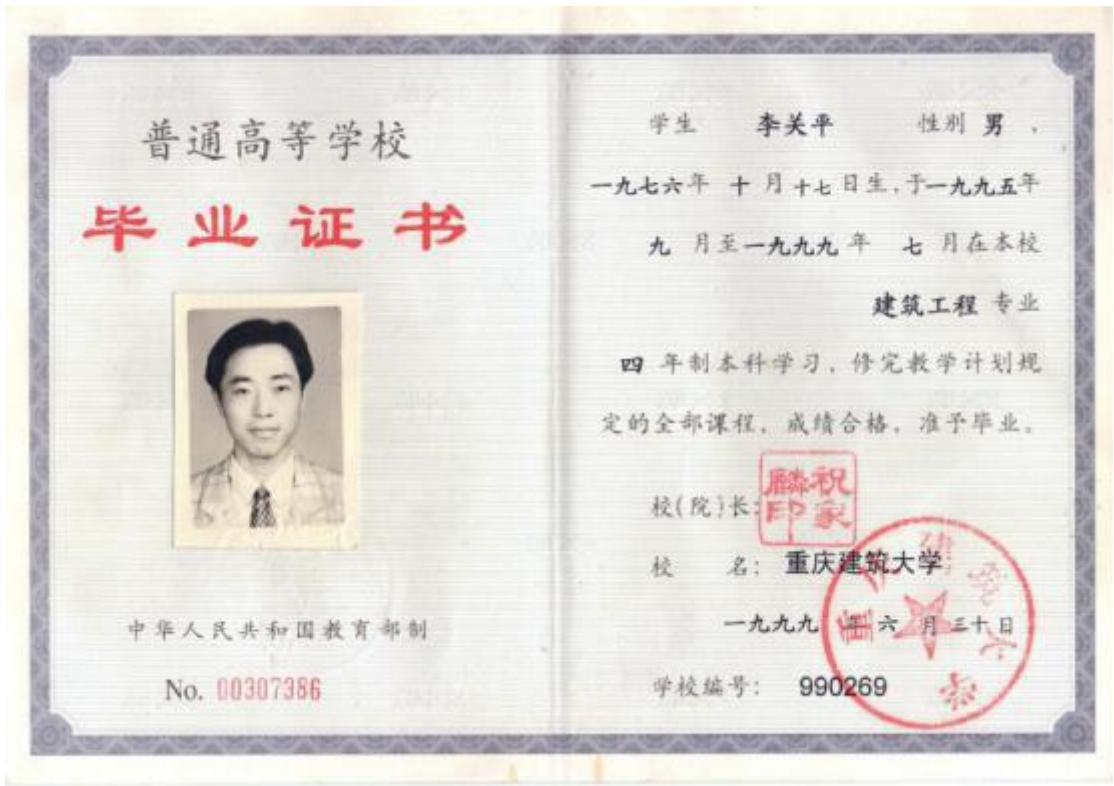 普通高等学校
毕业证书
中华人民共和国教育部制
No. 00307386
学生 李关平 性别 男 ,
一九七六年 十 月 十七 日生,于一九九五年
九 月至一九九九 年 七 月在本校
建筑工程 专业
四 年制本科学习,修完教学计划规
定的全部课程,成绩合格,准予毕业。
校(院)长:
祝家麟印
校 名: 重庆建筑大学
一九九九 年 六 月 三十 日
学校编号: 990269
重庆建筑大学